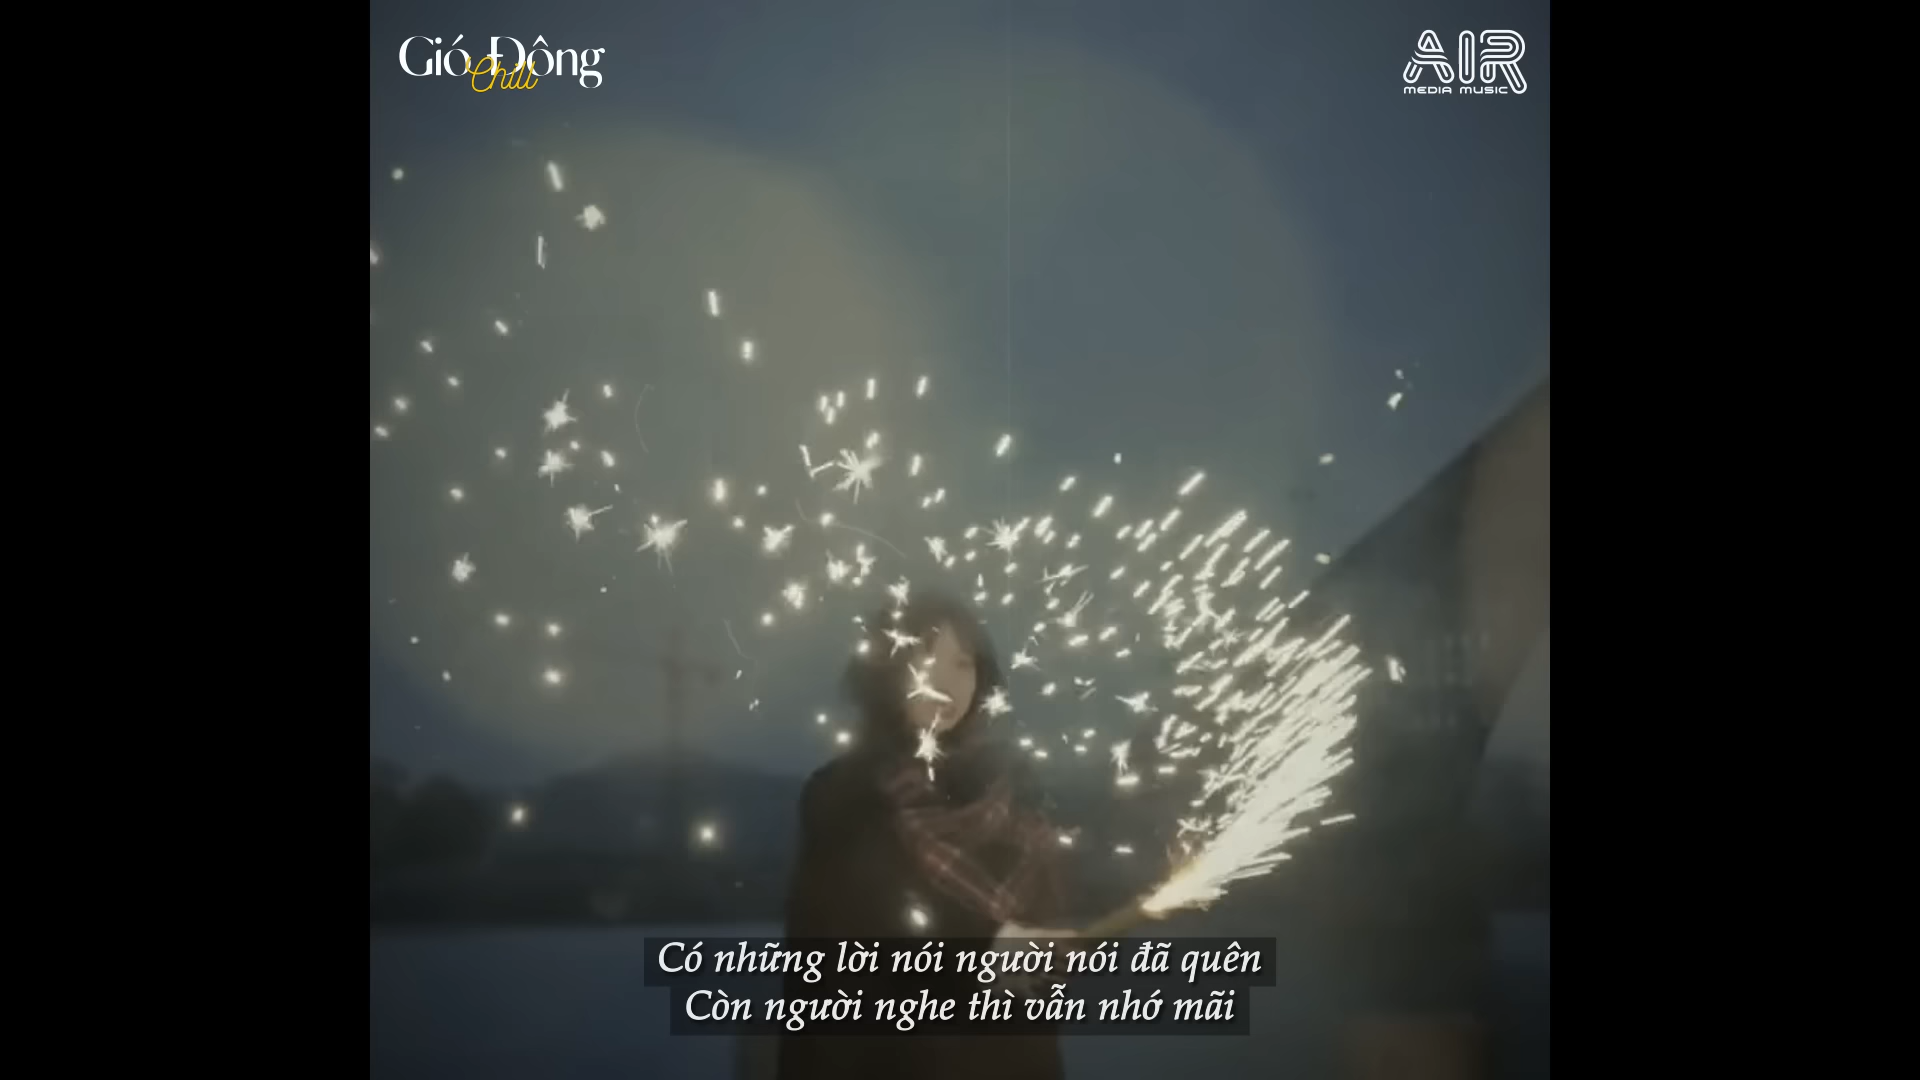 Gió Đông
Chill
AIR
MEDIA MUSIC
Có những lời nói người nói đã quên
Còn người nghe thì vẫn nhớ mãi